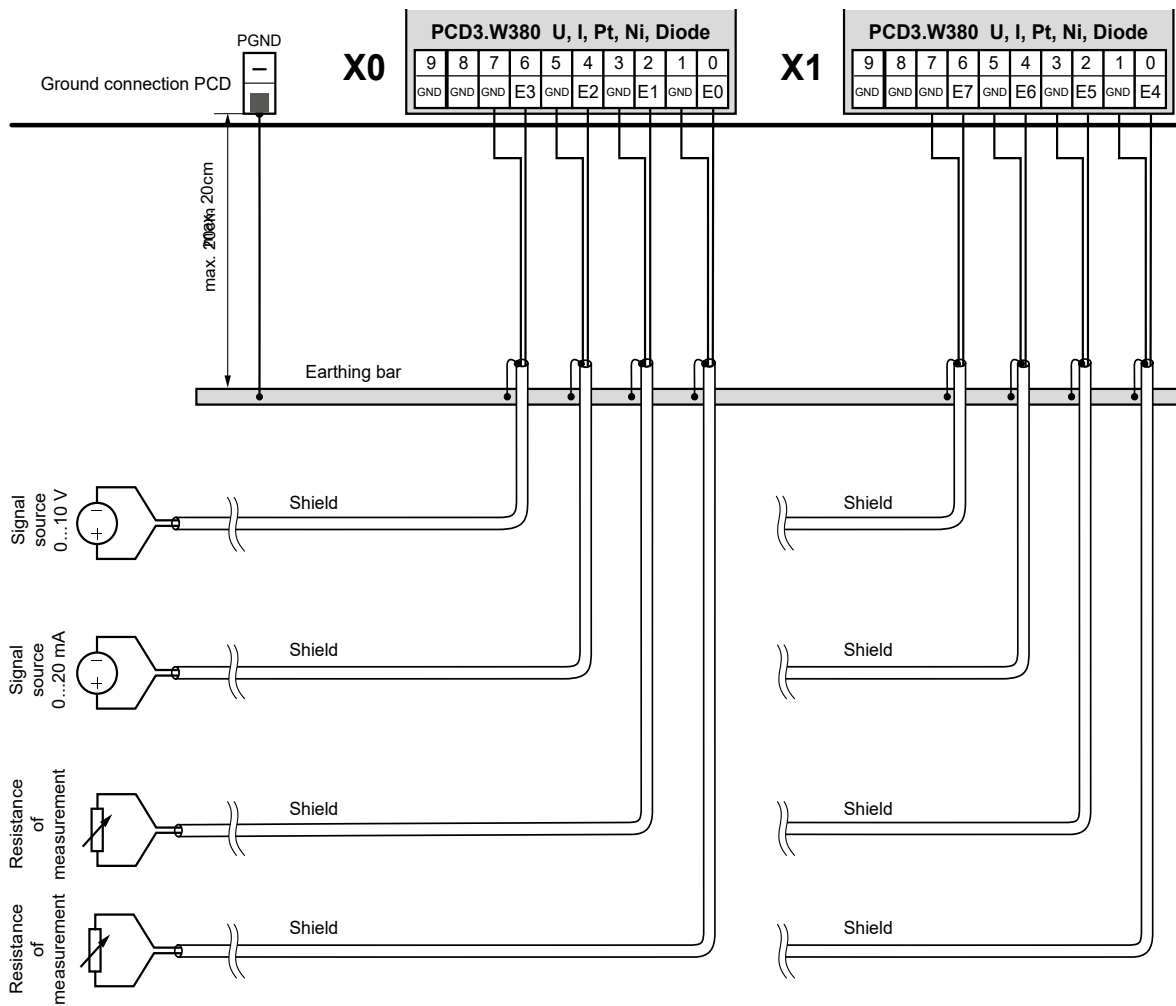 PGND
–
Ground connection PCD
X0
PCD3.W380 U, I, Pt, Ni, Diode
9 8 7 6 5 4 3 2 1 0
GND GND GND E3 GND E2 GND E1 GND E0
X1
PCD3.W380 U, I, Pt, Ni, Diode
9 8 7 6 5 4 3 2 1 0
GND GND GND E7 GND E6 GND E5 GND E4
max. 20cm
max. 20cm
Earthing bar
Signal
source
0...10 V
–
+
Shield
Shield
Signal
source
0...20 mA
–
+
Shield
Shield
Resistance
of
measurement
Shield
Shield
Resistance
of
measurement
Shield
Shield